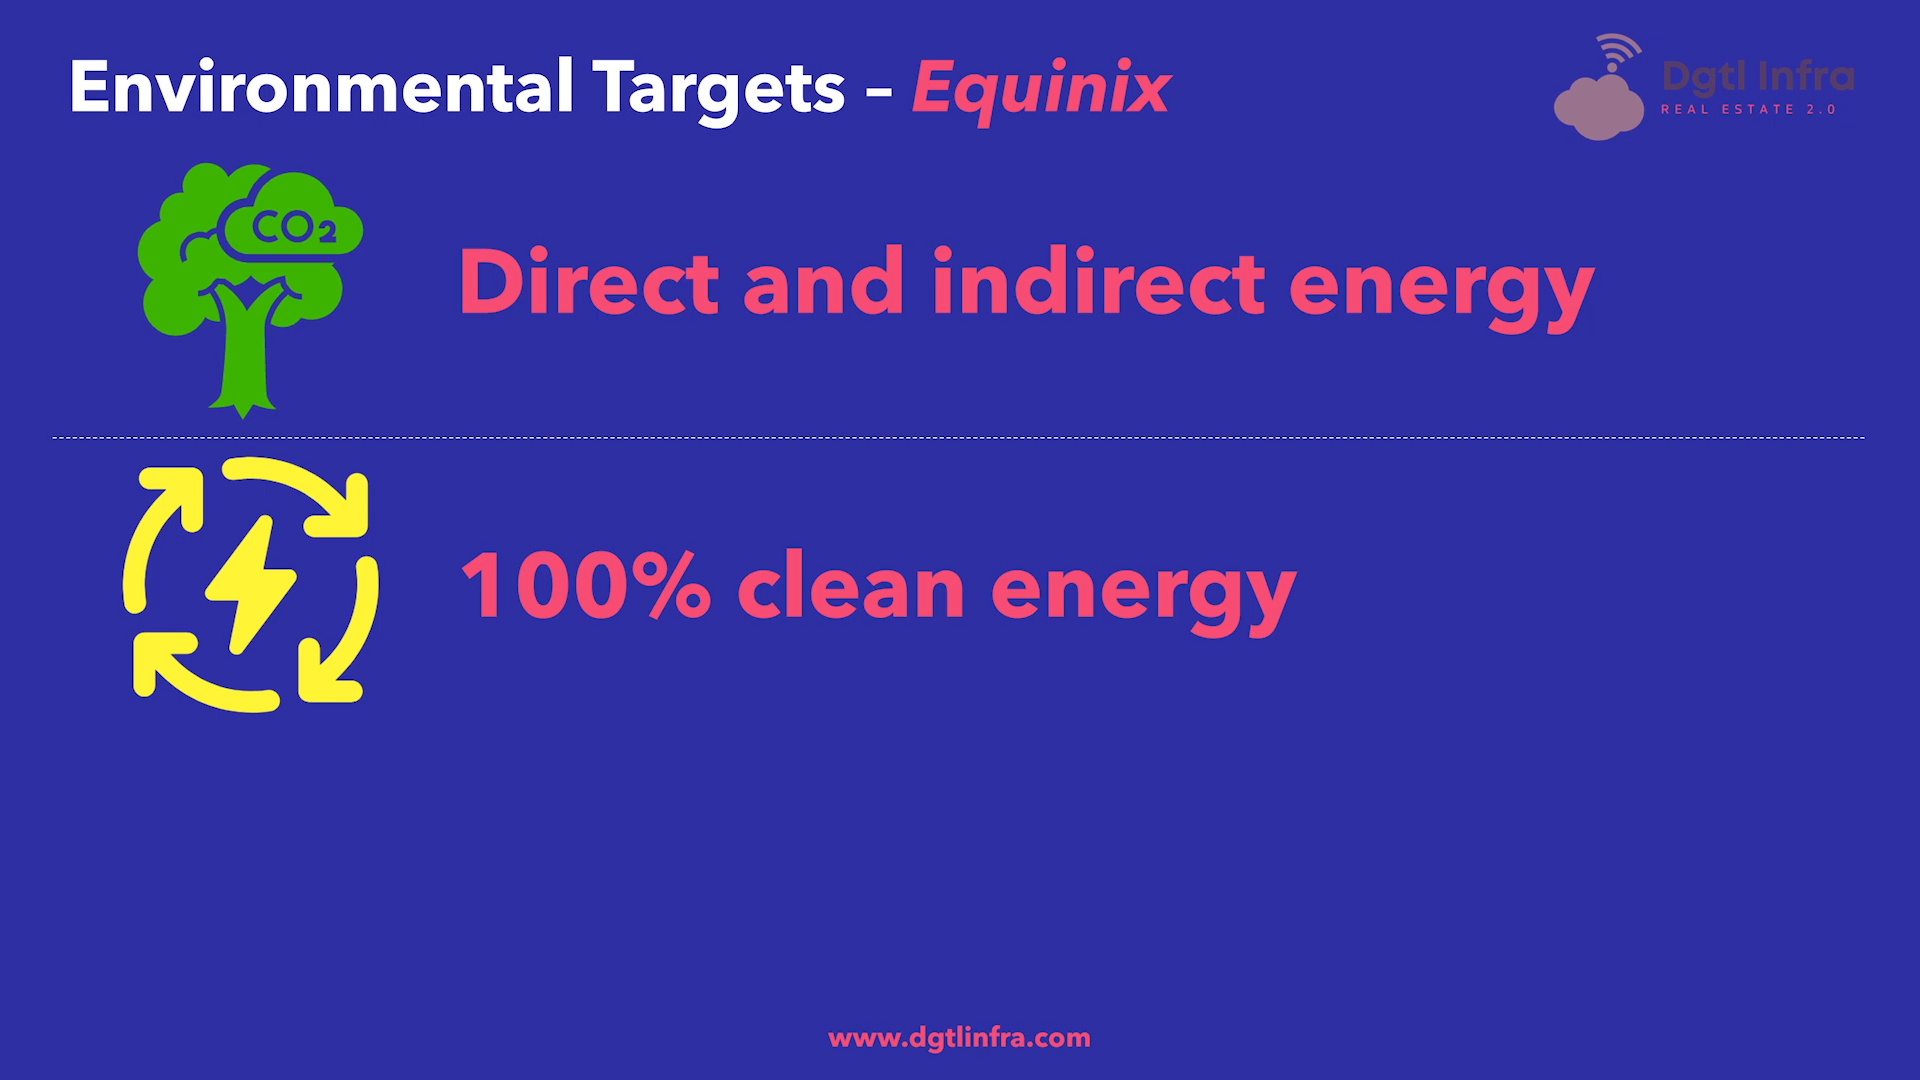 Environmental Targets – Equinix
Dgtl Infra
REAL ESTATE 2.0
CO₂
Direct and indirect energy
100% clean energy
www.dgtlinfra.com